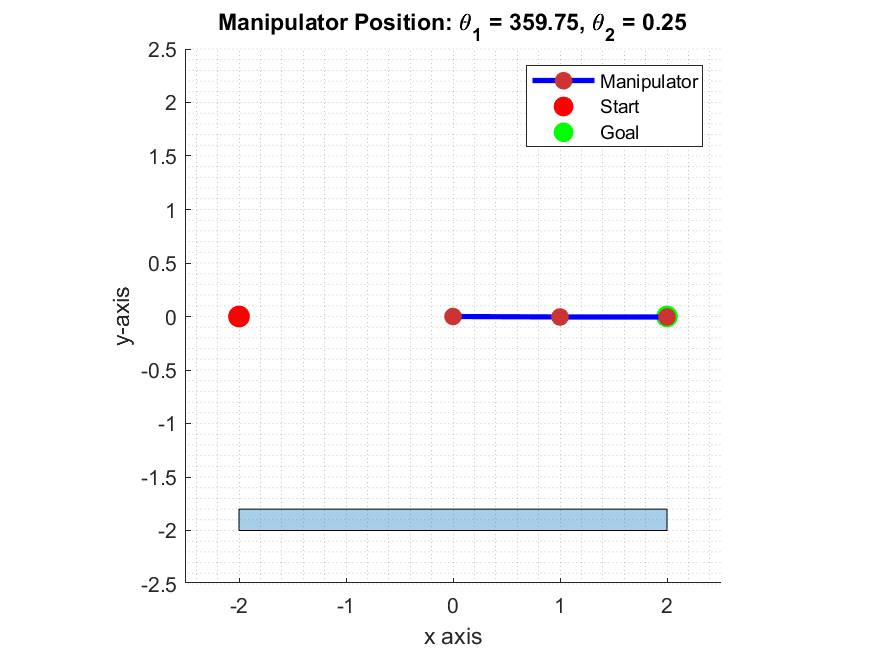 Manipulator Position: θ₁ = 359.75, θ₂ = 0.25
2.5
2
1.5
1
0.5
0
-0.5
-1
-1.5
-2
-2.5
-2
-1
0
1
2
x axis
y-axis
Manipulator
Start
Goal